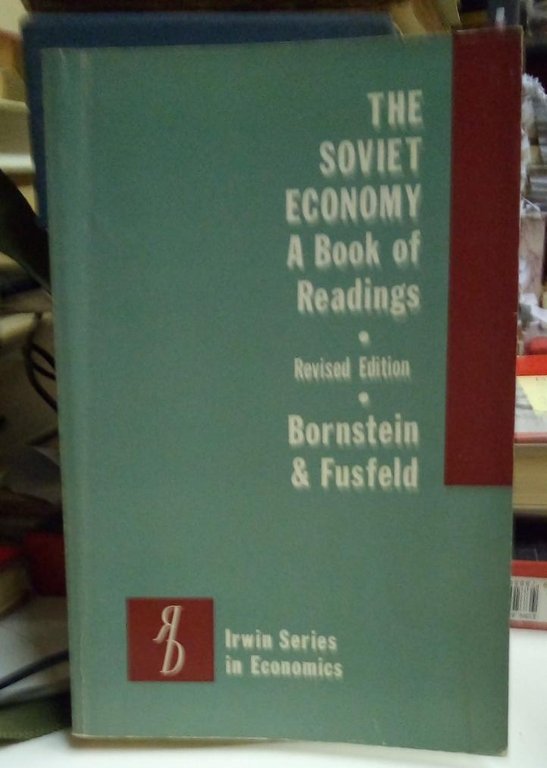 THE
SOVIET
ECONOMY
A Book of
Readings
•
Revised Edition
•
Bornstein
& Fusfeld
Irwin Series
in Economics